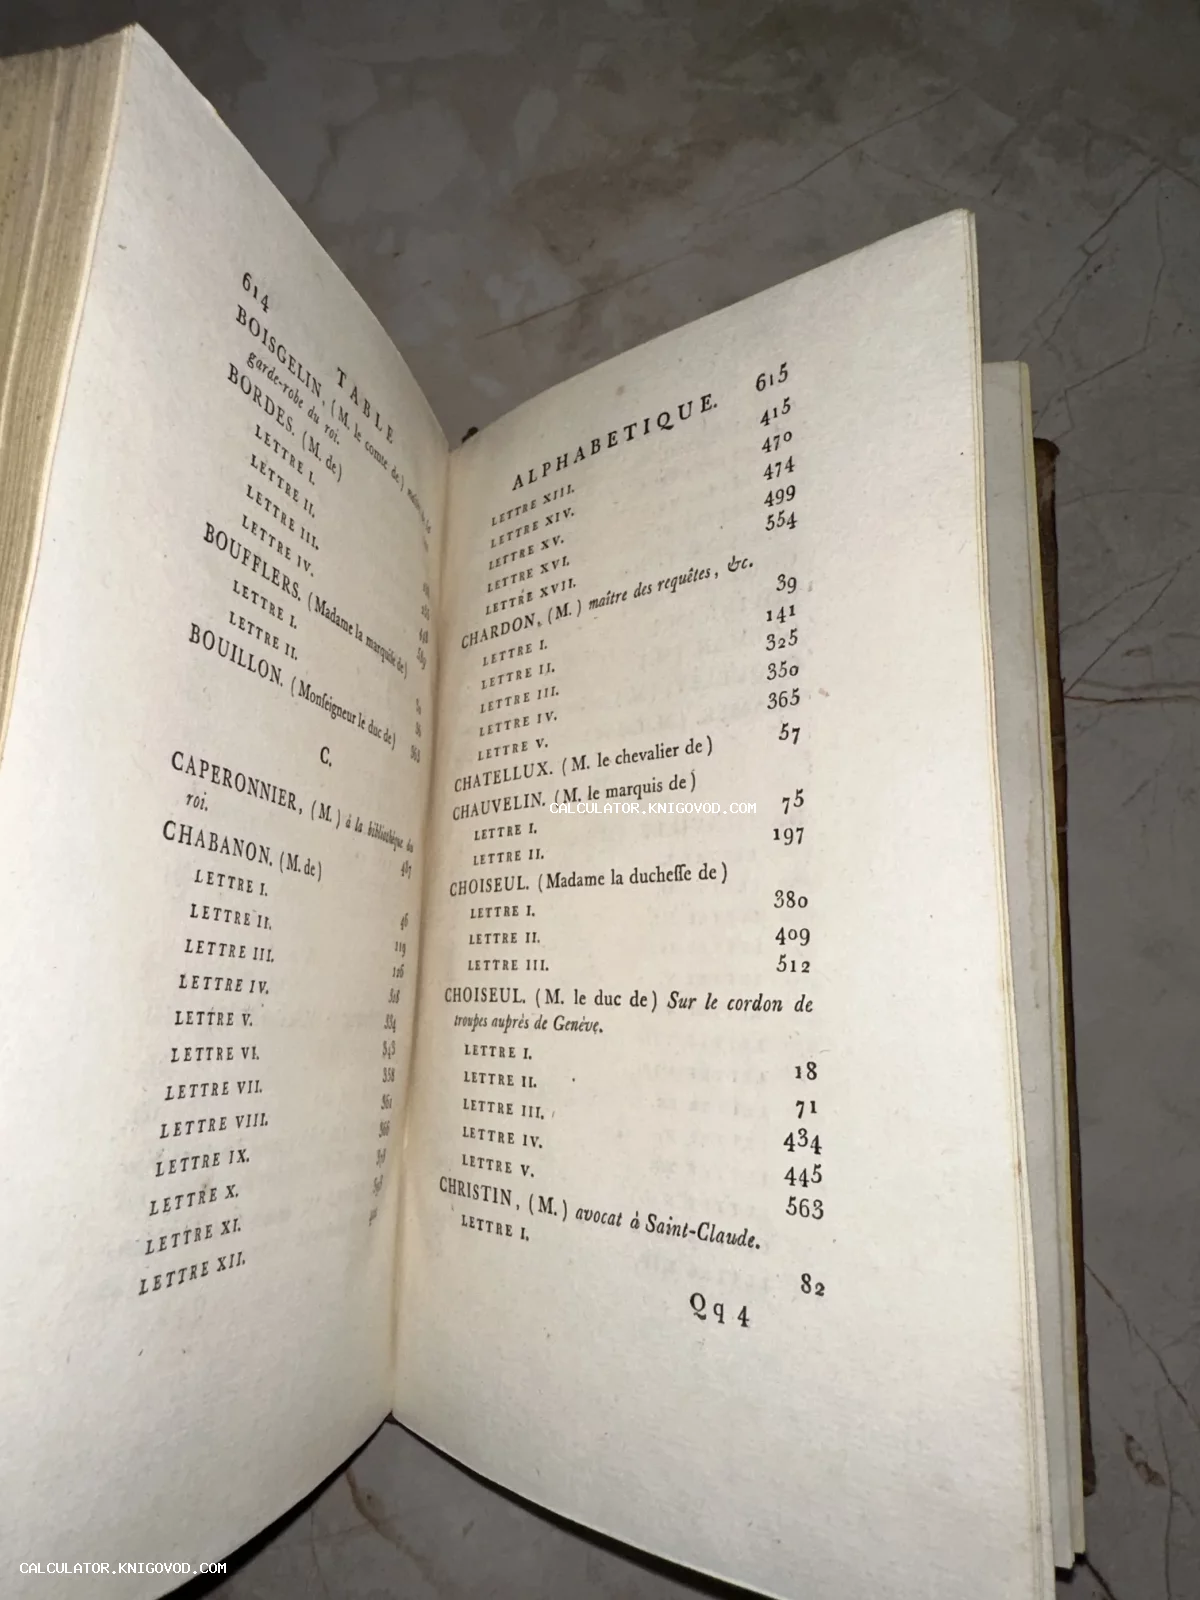 614
TABLE
BOISGELIN, (M. le comte de)
garde-robe du roi.
BORDES. (M. de)
LETTRE I.
LETTRE II.
LETTRE III.
LETTRE IV.
BOUFFLERS. (Madame la marquise de)
LETTRE I.
LETTRE II.
BOUILLON. (Monſeigneur le duc de)
C.
CAPERONNIER, (M.) à la bibliothèque du
roi.
CHABANON. (M. de)
LETTRE I. 46
LETTRE II. 119
LETTRE III. 126
LETTRE IV.
LETTRE V. 334
LETTRE VI. 343
LETTRE VII. 358
LETTRE VIII. 361
LETTRE IX. 366
LETTRE X.
LETTRE XI.
LETTRE XII.
ALPHABETIQUE. 615
LETTRE XIII. 415
LETTRE XIV. 470
LETTRE XV. 474
LETTRE XVI. 499
LETTRE XVII. 554
CHARDON, (M.) maître des requêtes, &c.
LETTRE I. 39
LETTRE II. 141
LETTRE III. 325
LETTRE IV. 350
LETTRE V. 365
CHATELLUX. (M. le chevalier de) 57
CHAUVELIN. (M. le marquis de)
LETTRE I. 75
LETTRE II. 197
CHOISEUL. (Madame la ducheſſe de)
LETTRE I. 380
LETTRE II. 409
LETTRE III. 512
CHOISEUL. (M. le duc de) Sur le cordon de
troupes auprès de Genève.
LETTRE I. 18
LETTRE II. 71
LETTRE III. 434
LETTRE IV. 445
LETTRE V. 563
CHRISTIN, (M.) avocat à Saint-Claude.
LETTRE I. 82
Qq 4
CALCULATOR.KNIGOVOD.COM
CALCULATOR.KNIGOVOD.COM